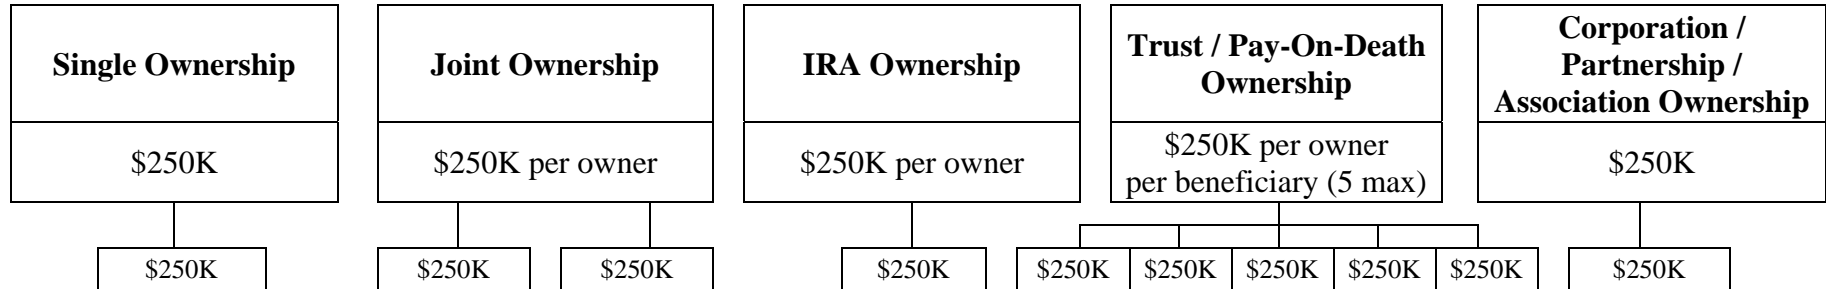 Single Ownership
$250K
$250K
Joint Ownership
$250K per owner
$250K
$250K
IRA Ownership
$250K per owner
$250K
Trust / Pay-On-Death
Ownership
$250K per owner
per beneficiary (5 max)
$250K
$250K
$250K
$250K
$250K
Corporation /
Partnership /
Association Ownership
$250K
$250K